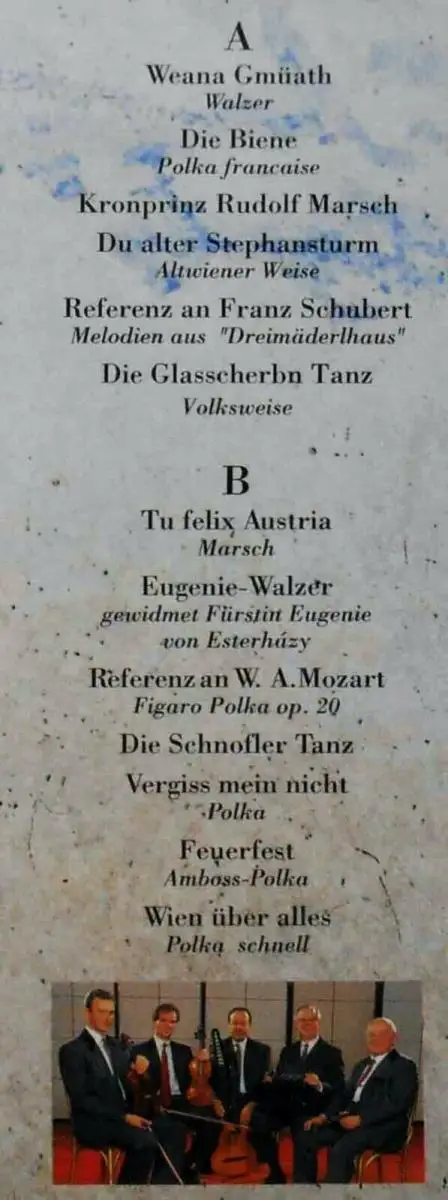 A
Weana Gmüath
Walzer
Die Biene
Polka francaise
Kronprinz Rudolf Marsch
Du alter Stephansturm
Altwiener Weise
Referenz an Franz Schubert
Melodien aus "Dreimäderlhaus"
Die Glasscherbn Tanz
Volksweise
B
Tu felix Austria
Marsch
Eugenie-Walzer
gewidmet Fürstin Eugenie
von Esterházy
Referenz an W. A. Mozart
Figaro Polka op. 20
Die Schnofler Tanz
Vergiss mein nicht
Polka
Feuerfest
Amboss-Polka
Wien über alles
Polka schnell